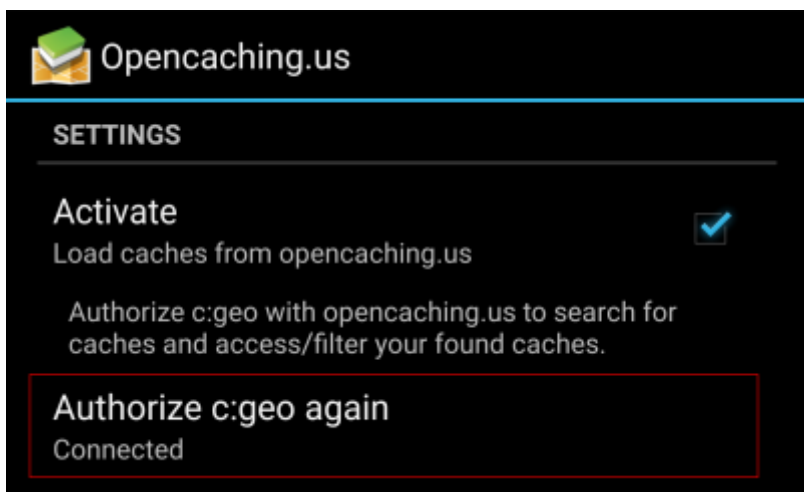 Opencaching.us
SETTINGS
Activate
Load caches from opencaching.us
Authorize c:geo with opencaching.us to search for
caches and access/filter your found caches.
Authorize c:geo again
Connected